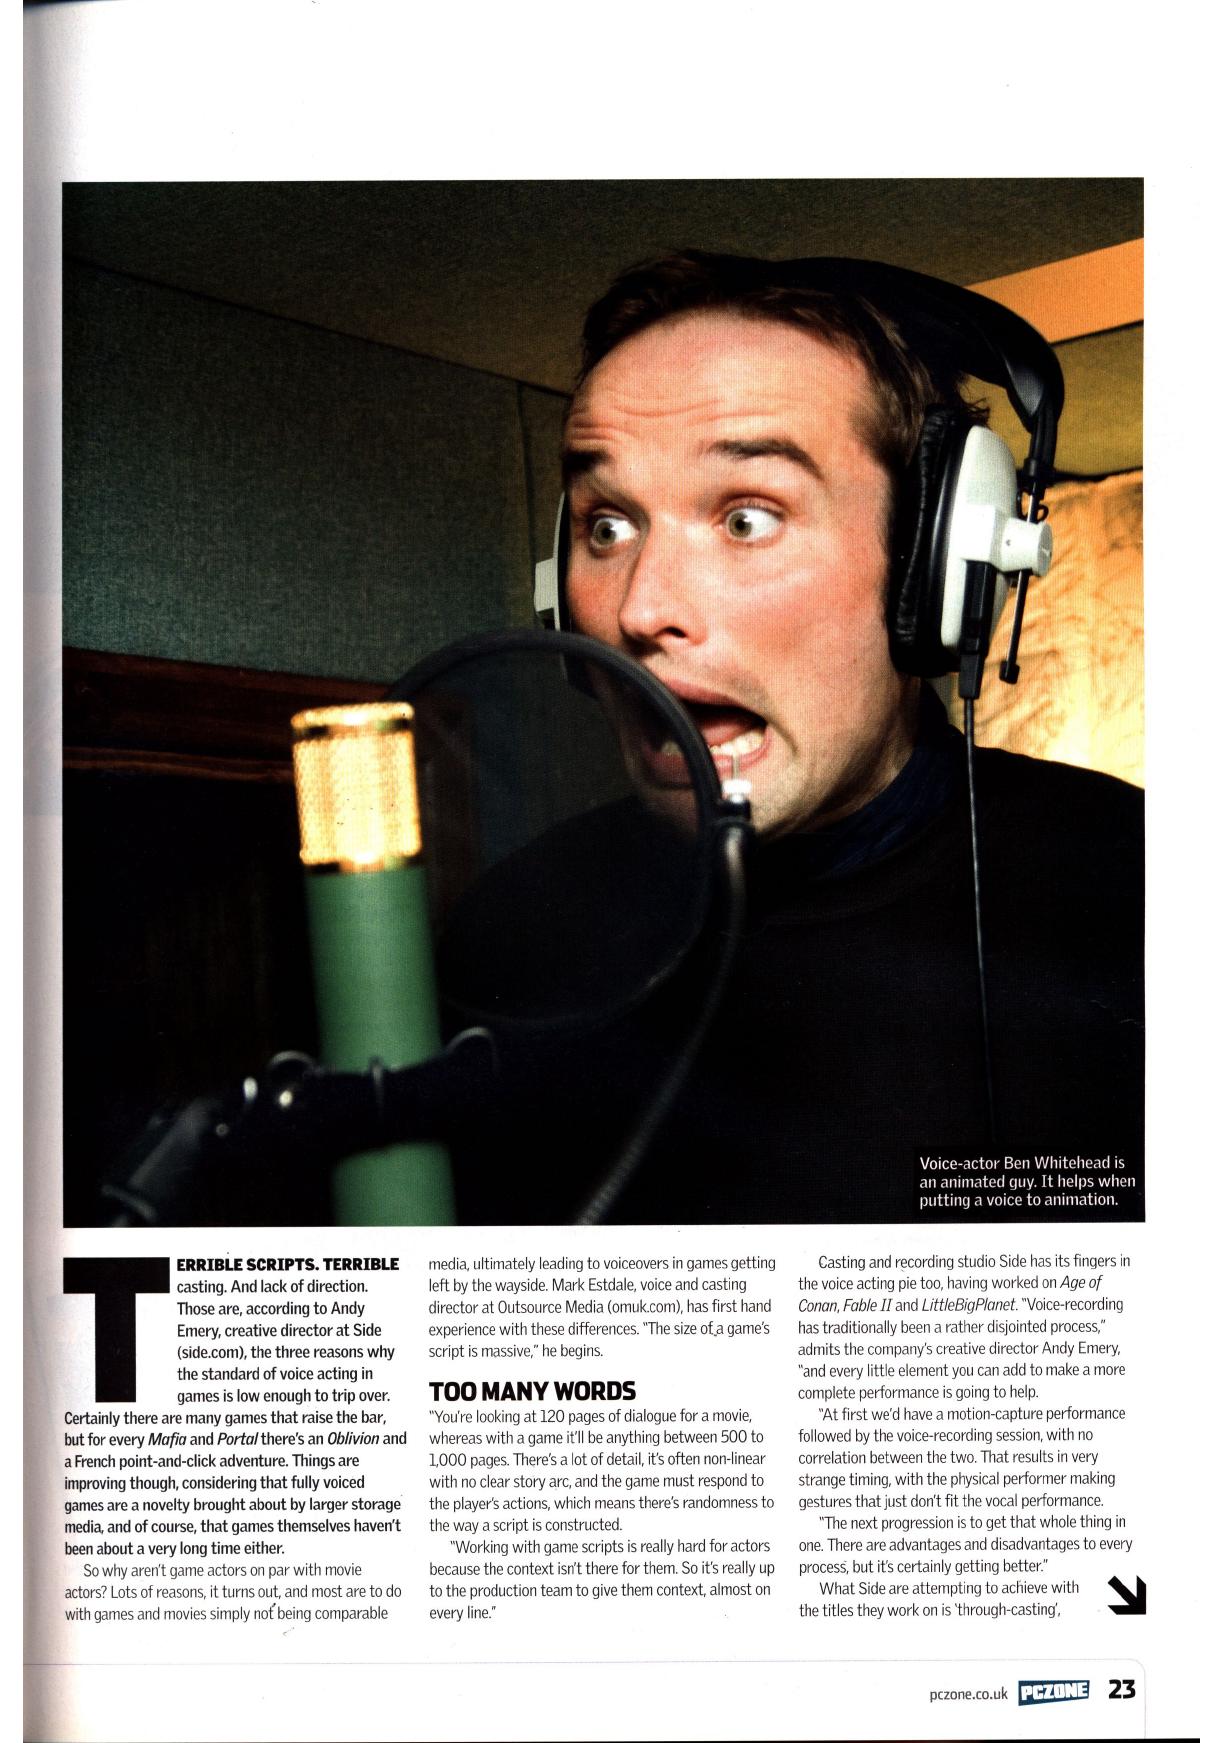 Voice-actor Ben Whitehead is
an animated guy. It helps when
putting a voice to animation.
TERRIBLE SCRIPTS. TERRIBLE
casting. And lack of direction.
Those are, according to Andy
Emery, creative director at Side
(side.com), the three reasons why
the standard of voice acting in
games is low enough to trip over.
Certainly there are many games that raise the bar,
but for every Mafia and Portal there's an Oblivion and
a French point-and-click adventure. Things are
improving though, considering that fully voiced
games are a novelty brought about by larger storage
media, and of course, that games themselves haven't
been about a very long time either.
So why aren't game actors on par with movie
actors? Lots of reasons, it turns out, and most are to do
with games and movies simply not being comparable
media, ultimately leading to voiceovers in games getting
left by the wayside. Mark Estdale, voice and casting
director at Outsource Media (omuk.com), has first hand
experience with these differences. "The size of a game's
script is massive," he begins.
TOO MANY WORDS
"You're looking at 120 pages of dialogue for a movie,
whereas with a game it'll be anything between 500 to
1,000 pages. There's a lot of detail, it's often non-linear
with no clear story arc, and the game must respond to
the player's actions, which means there's randomness to
the way a script is constructed.
"Working with game scripts is really hard for actors
because the context isn't there for them. So it's really up
to the production team to give them context, almost on
every line."
Casting and recording studio Side has its fingers in
the voice acting pie too, having worked on Age of
Conan, Fable II and LittleBigPlanet. "Voice-recording
has traditionally been a rather disjointed process,"
admits the company's creative director Andy Emery,
"and every little element you can add to make a more
complete performance is going to help.
"At first we'd have a motion-capture performance
followed by the voice-recording session, with no
correlation between the two. That results in very
strange timing, with the physical performer making
gestures that just don't fit the vocal performance.
"The next progression is to get that whole thing in
one. There are advantages and disadvantages to every
process, but it's certainly getting better."
What Side are attempting to achieve with
the titles they work on is 'through-casting',
pczone.co.uk PCZONE 23